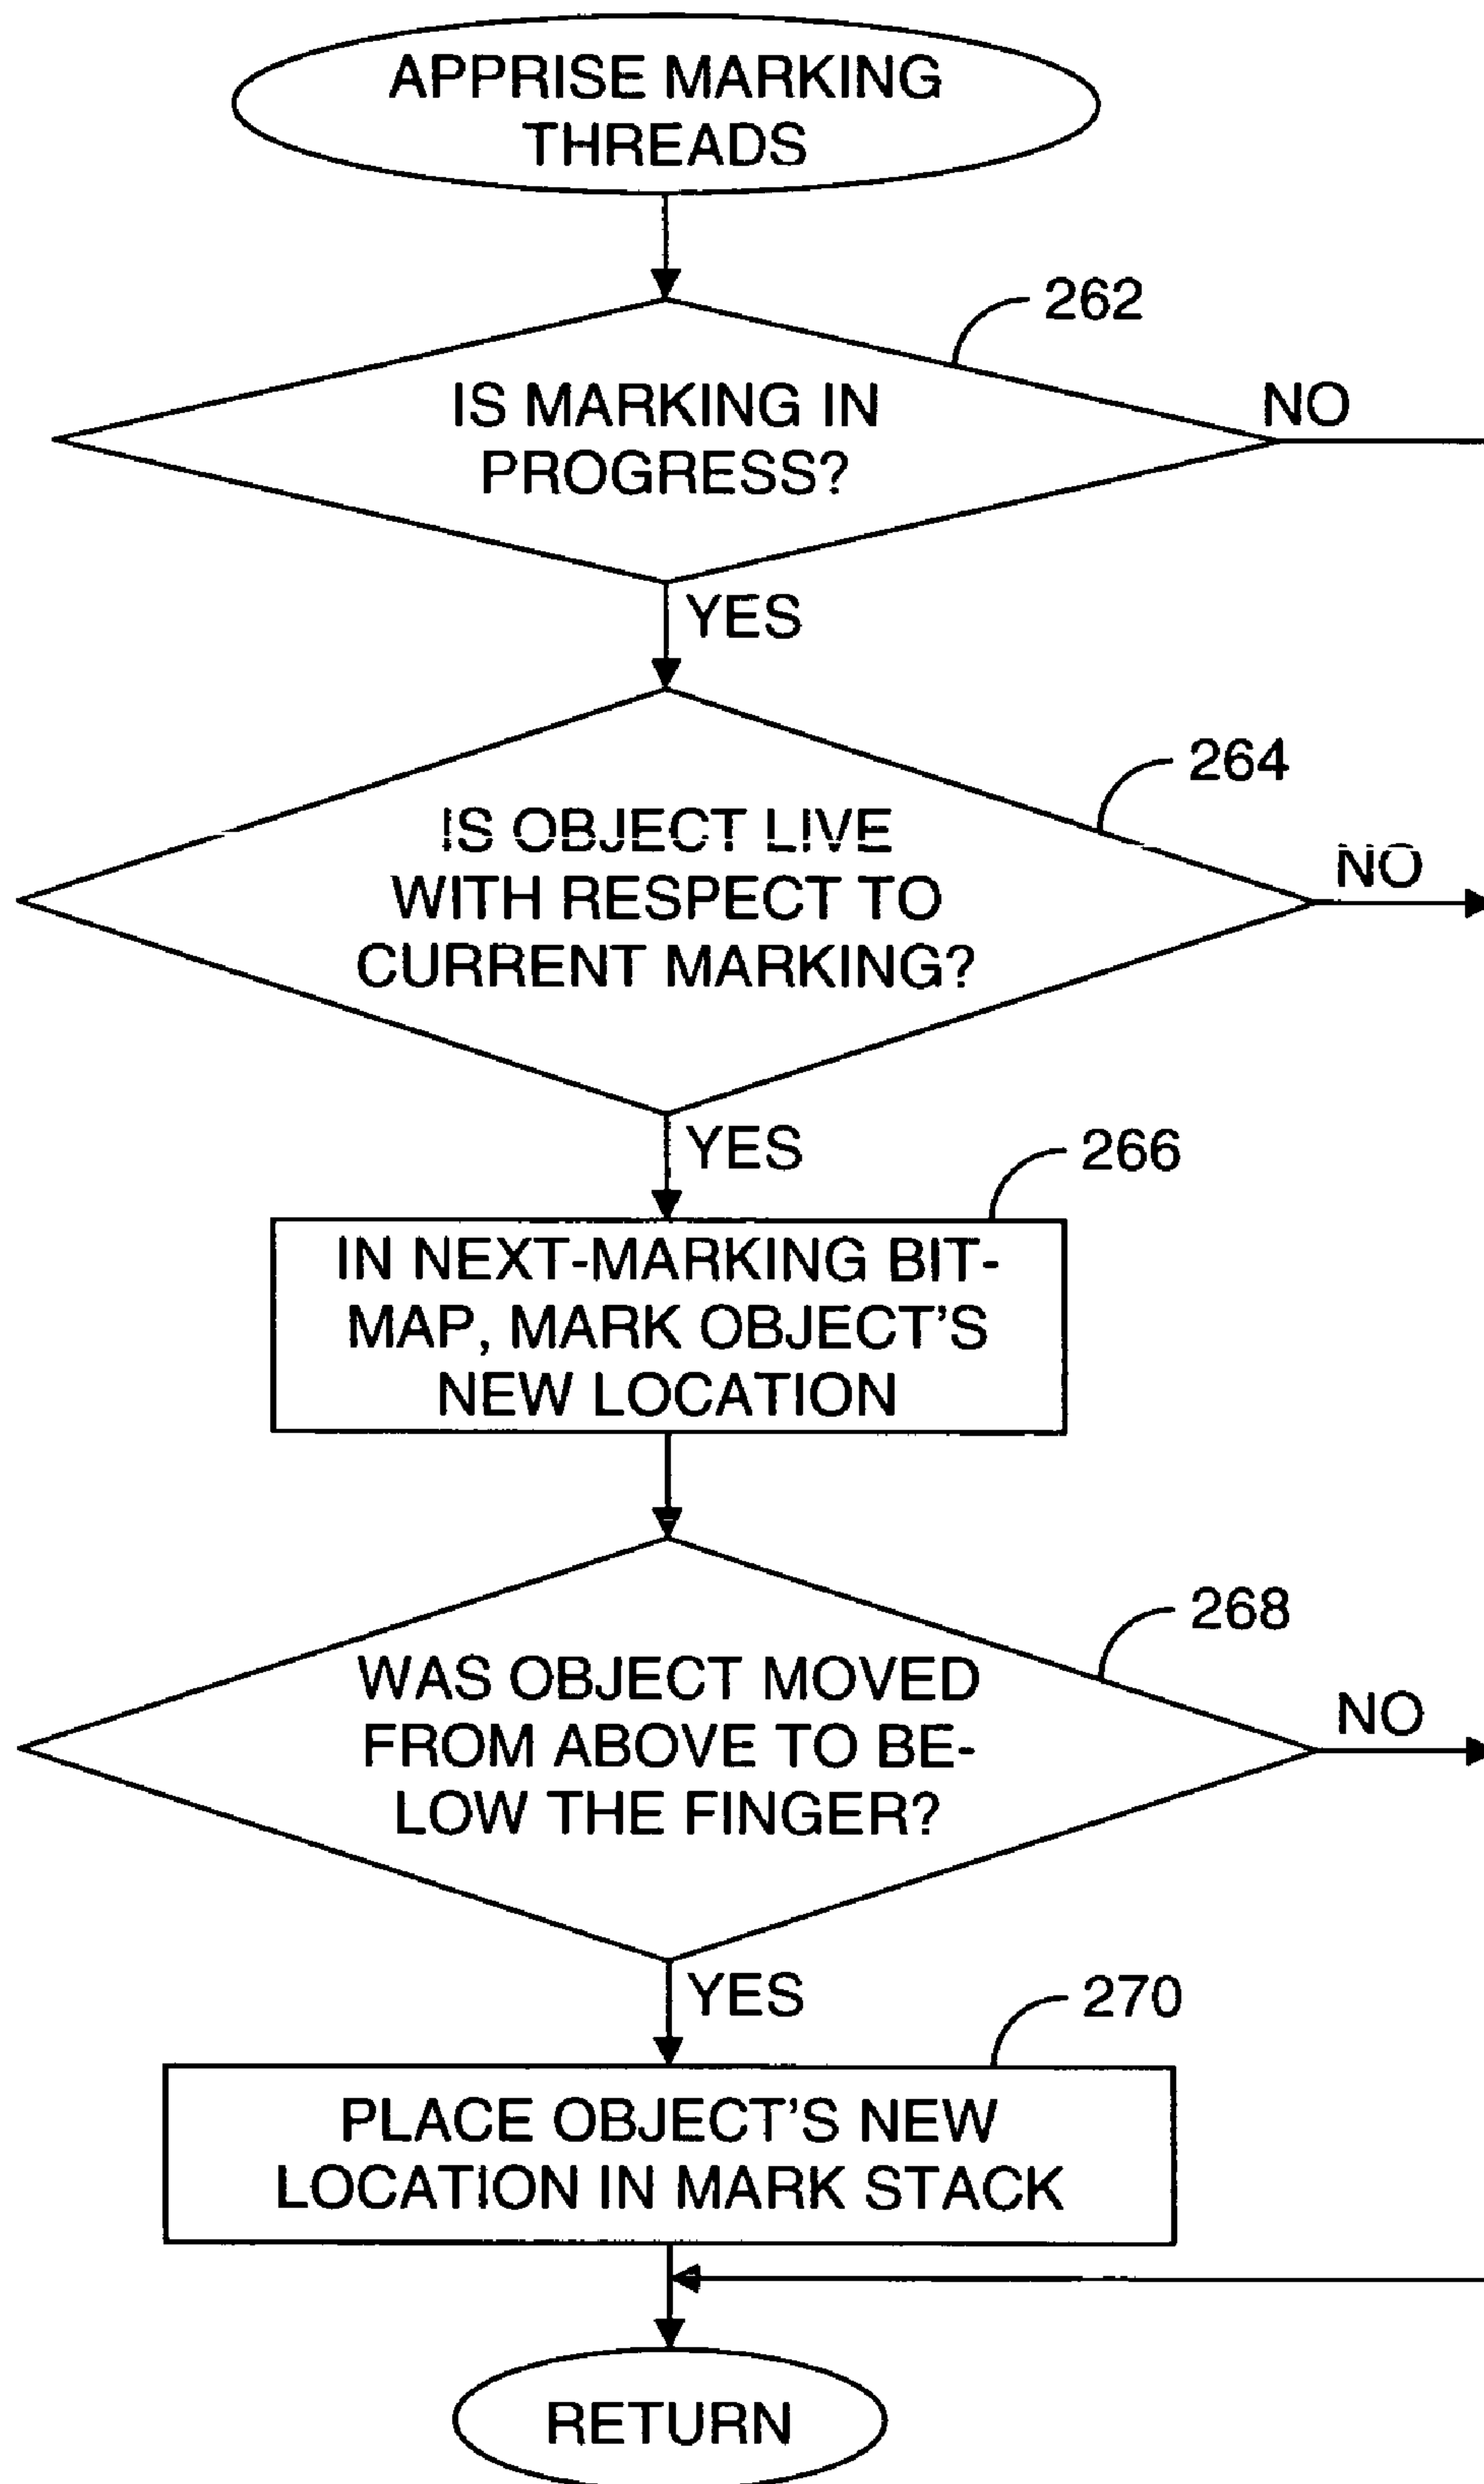 APPRISE MARKING
THREADS
262
IS MARKING IN
PROGRESS?
NO
YES
264
IS OBJECT LIVE
WITH RESPECT TO
CURRENT MARKING?
NO
YES
266
IN NEXT-MARKING BIT-
MAP, MARK OBJECT'S
NEW LOCATION
268
WAS OBJECT MOVED
FROM ABOVE TO BE-
LOW THE FINGER?
NO
YES
270
PLACE OBJECT'S NEW
LOCATION IN MARK STACK
RETURN